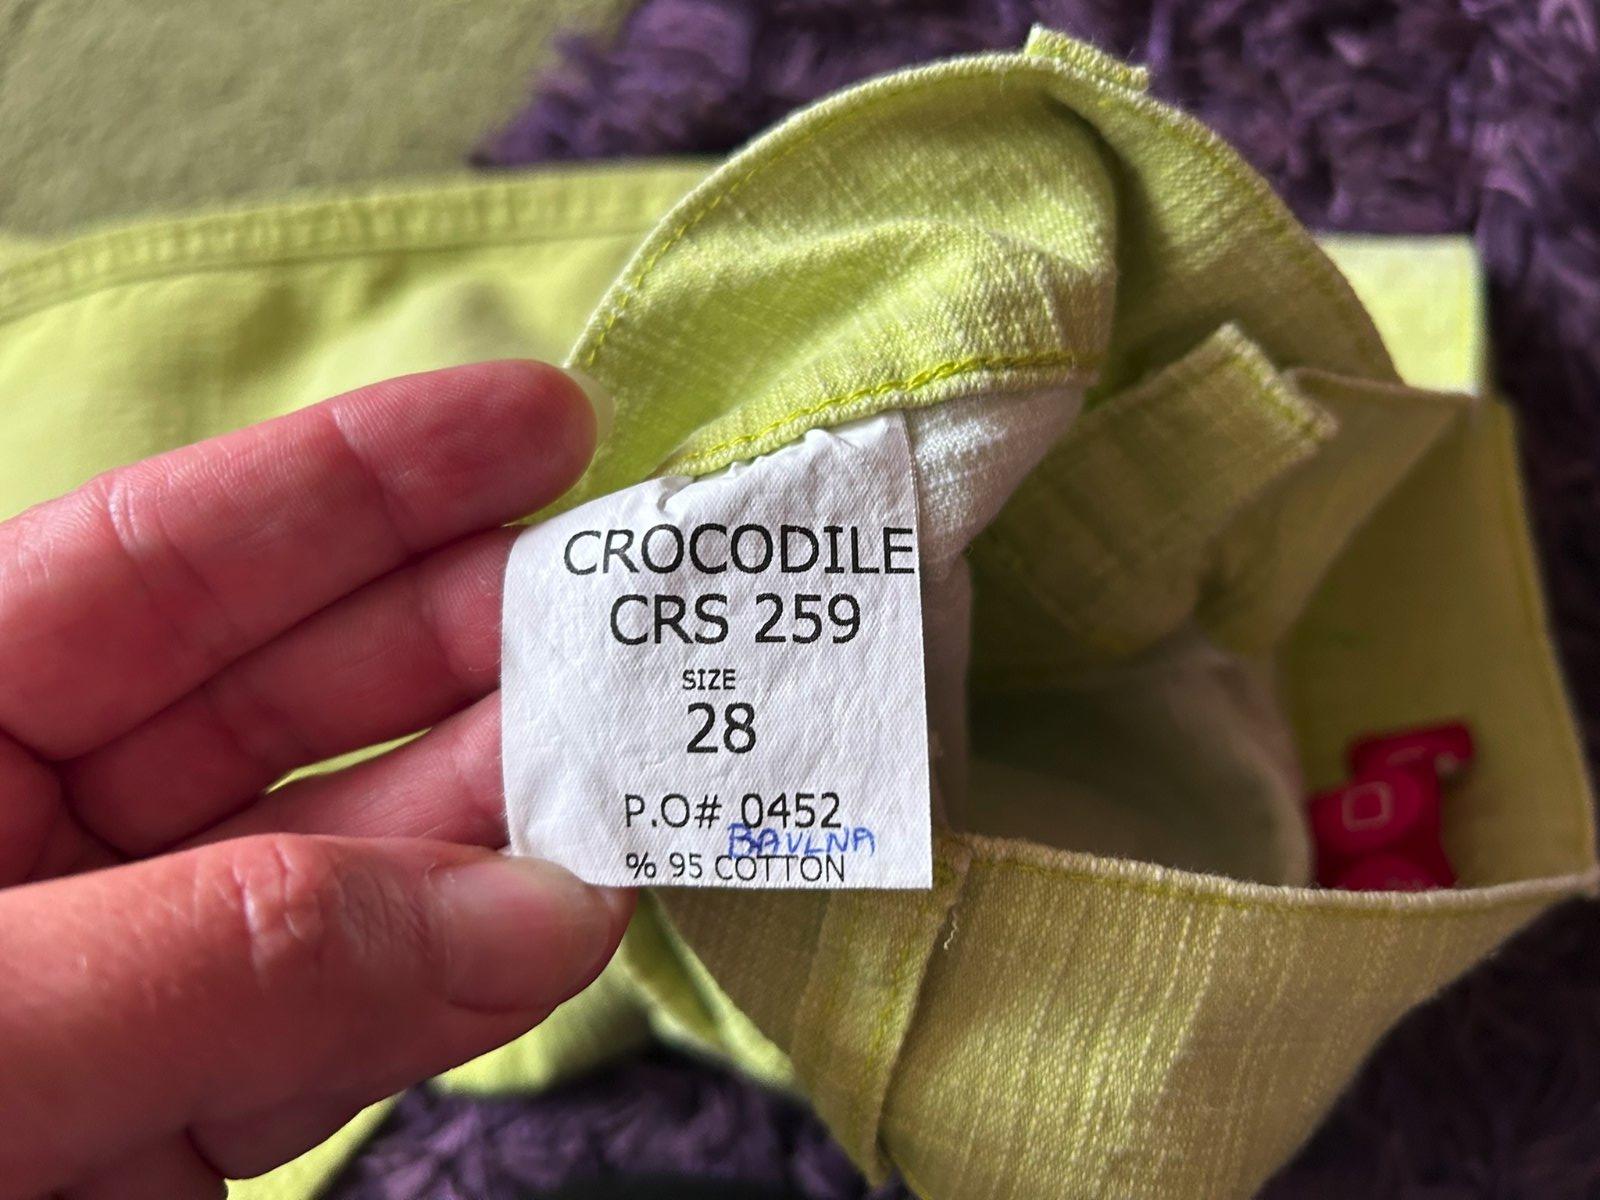 CROCODILE
CRS 259
SIZE
28
P.O# 0452
BAVLNA
% 95 COTTON